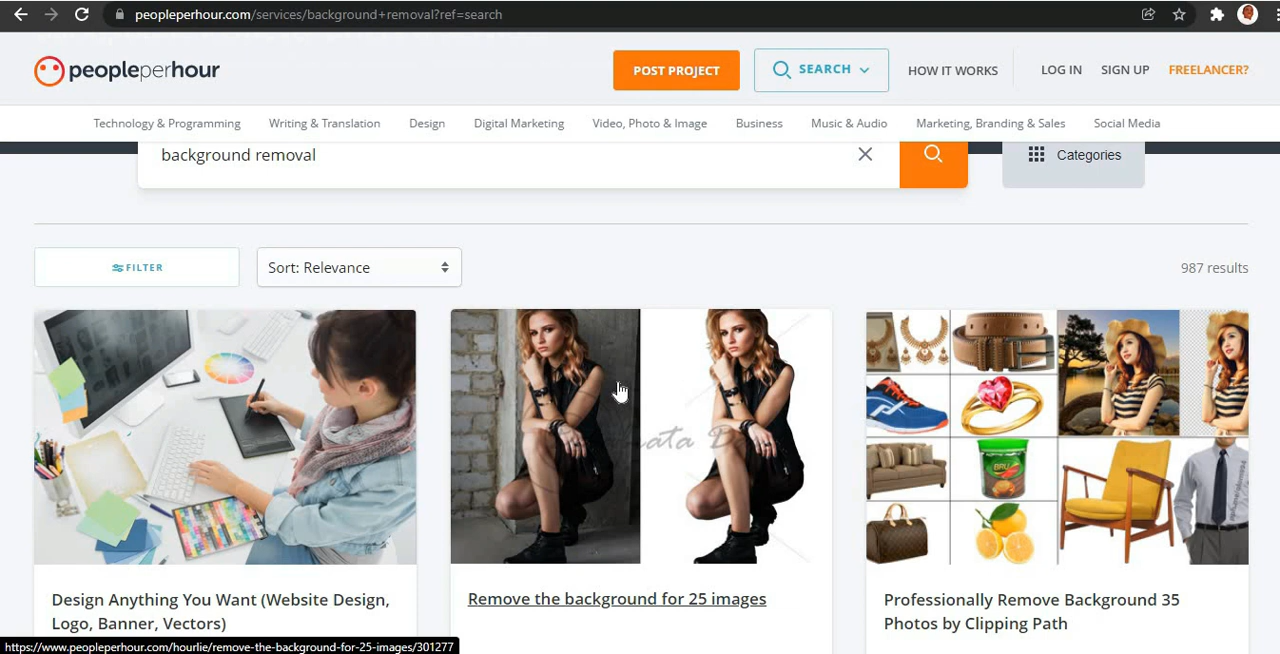 peopleperhour.com/services/background+removal?ref=search
peopleperhour
POST PROJECT
SEARCH
HOW IT WORKS
LOG IN
SIGN UP
FREELANCER?
Technology & Programming
Writing & Translation
Design
Digital Marketing
Video, Photo & Image
Business
Music & Audio
Marketing, Branding & Sales
Social Media
background removal
Categories
FILTER
Sort: Relevance
987 results
BRU
Design Anything You Want (Website Design,
Logo, Banner, Vectors)
Remove the background for 25 images
Professionally Remove Background 35
Photos by Clipping Path
https://www.peopleperhour.com/hourlie/remove-the-background-for-25-images/301277